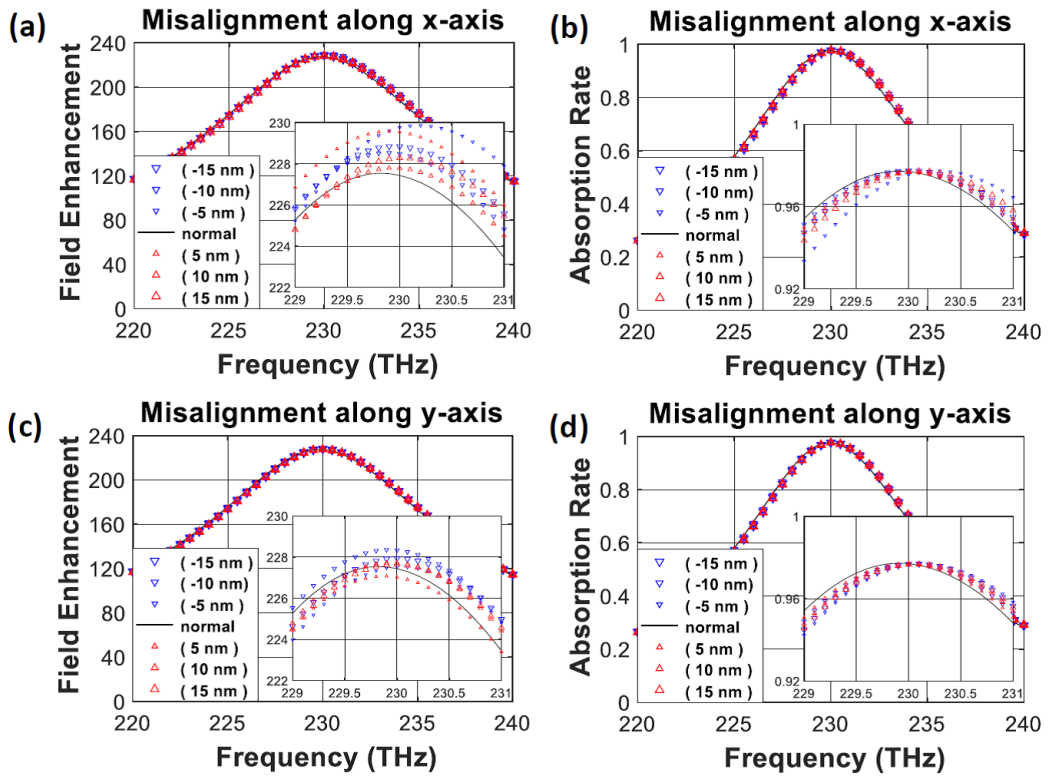 (a)
Misalignment along x-axis
Field Enhancement
240
200
160
120
80
40
0
220
225
230
235
240
Frequency (THz)
(-15 nm)
(-10 nm)
(-5 nm)
normal
( 5 nm)
( 10 nm)
( 15 nm)
230
228
226
224
222
229
229.5
230
230.5
231
(b)
Misalignment along x-axis
Absorption Rate
1
0.8
0.6
0.4
0.2
0
220
225
230
235
240
Frequency (THz)
(-15 nm)
(-10 nm)
(-5 nm)
normal
( 5 nm)
( 10 nm)
( 15 nm)
1
0.96
0.92
229
229.5
230
230.5
231
(c)
Misalignment along y-axis
Field Enhancement
240
200
160
120
80
40
0
220
225
230
235
240
Frequency (THz)
(-15 nm)
(-10 nm)
(-5 nm)
normal
( 5 nm)
( 10 nm)
( 15 nm)
230
228
226
224
222
229
229.5
230
230.5
231
(d)
Misalignment along y-axis
Absorption Rate
1
0.8
0.6
0.4
0.2
0
220
225
230
235
240
Frequency (THz)
(-15 nm)
(-10 nm)
(-5 nm)
normal
( 5 nm)
( 10 nm)
( 15 nm)
1
0.96
0.92
229
229.5
230
230.5
231